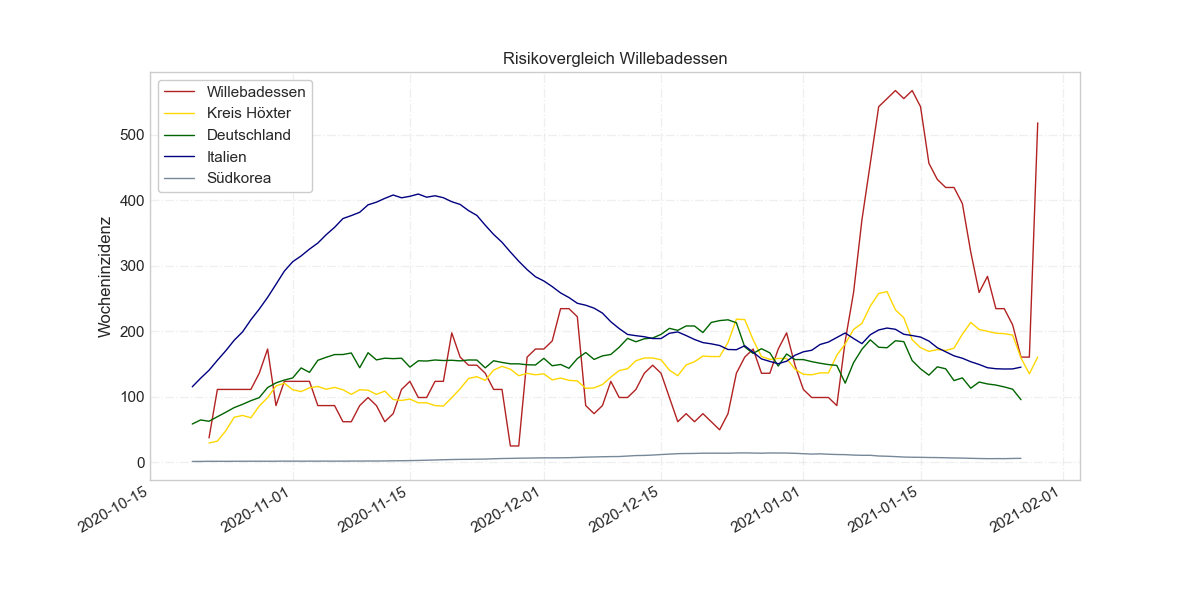 Risikovergleich Willebadessen
Willebadessen
Kreis Höxter
Deutschland
Italien
Südkorea
Wocheninzidenz
500
400
300
200
100
0
2020-10-15
2020-11-01
2020-11-15
2020-12-01
2020-12-15
2021-01-01
2021-01-15
2021-02-01